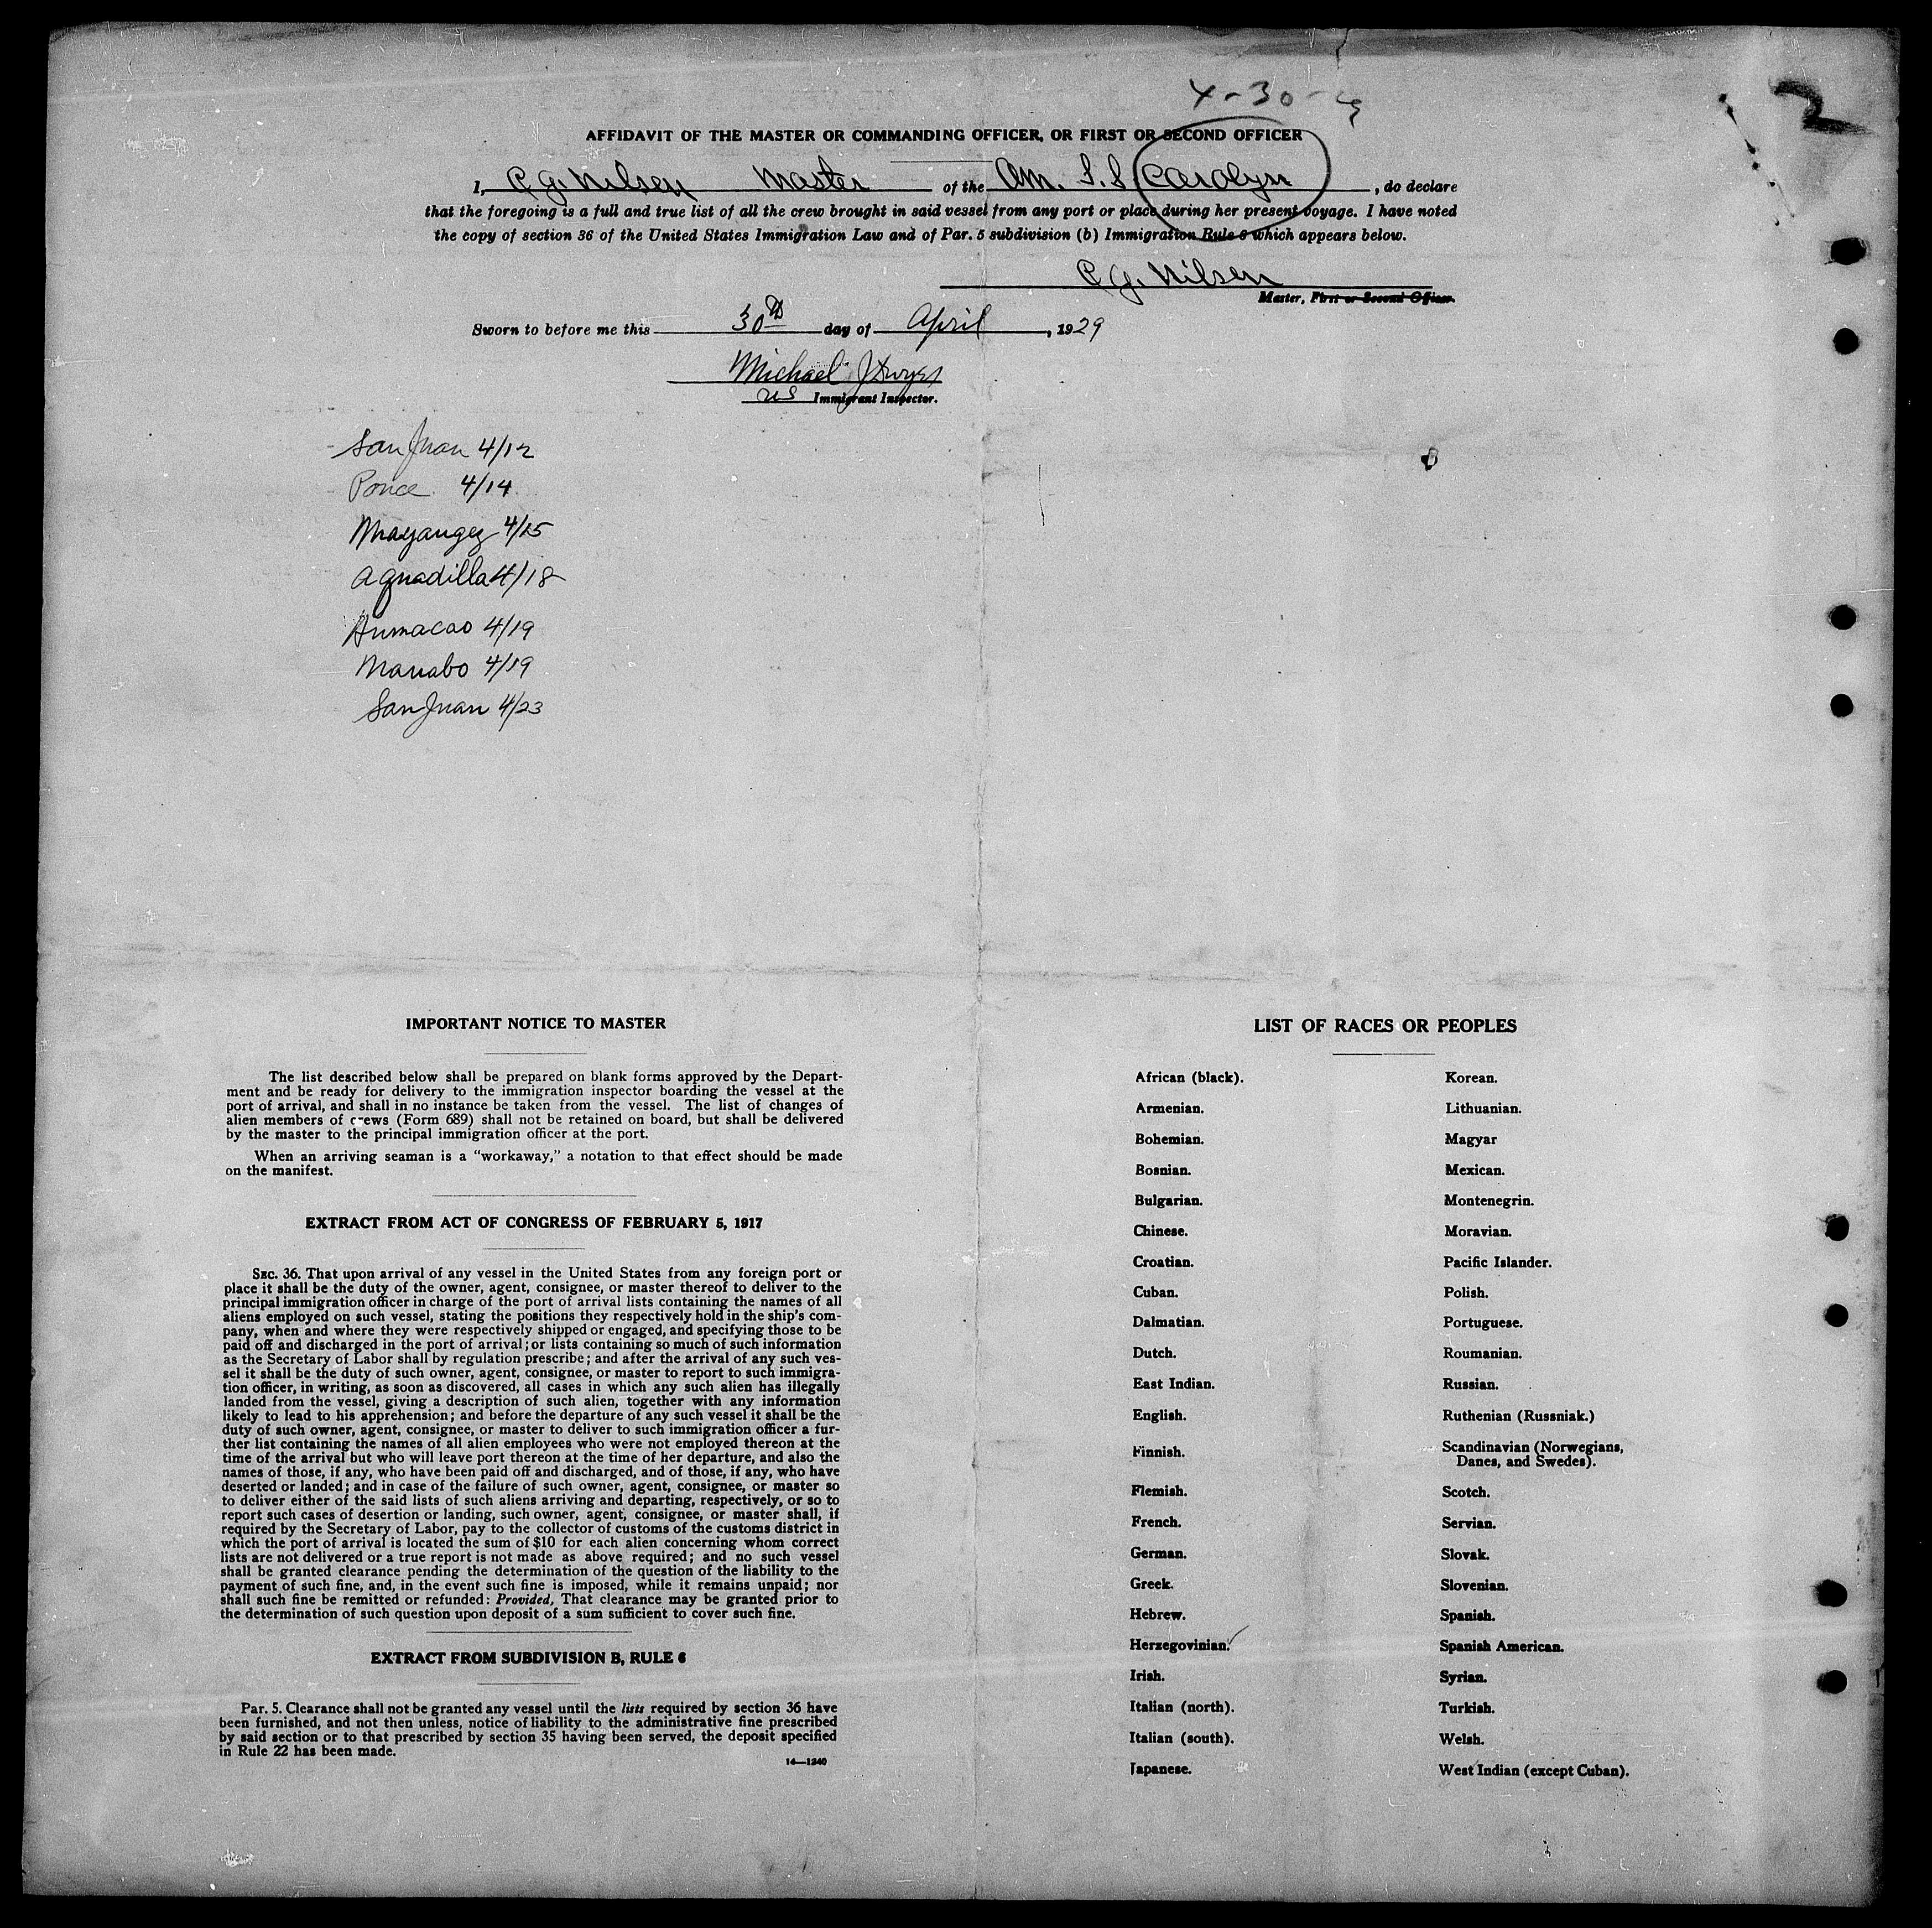 4-30-29
2
AFFIDAVIT OF THE MASTER OR COMMANDING OFFICER, OR FIRST OR SECOND OFFICER
I, C. G. Nilsen Master of the Am. S.S Carolyn, do declare
that the foregoing is a full and true list of all the crew brought in said vessel from any port or place during her present voyage. I have noted
the copy of section 36 of the United States Immigration Law and of Par. 5 subdivision (b) Immigration Rule 6 which appears below.
C. G. Nilsen
Master, First or Second Officer.
Sworn to before me this 30th day of April, 1929
Michael J Dwyer
US Immigrant Inspector.
San Juan 4/12
Ponce 4/14
Mayaugez 4/15
Aguadilla 4/18
Humacao 4/19
Manabo 4/19
San Juan 4/23
IMPORTANT NOTICE TO MASTER
The list described below shall be prepared on blank forms approved by the Depart-
ment and be ready for delivery to the immigration inspector boarding the vessel at the
port of arrival, and shall in no instance be taken from the vessel. The list of changes of
alien members of crews (Form 689) shall not be retained on board, but shall be delivered
by the master to the principal immigration officer at the port.
When an arriving seaman is a "workaway," a notation to that effect should be made
on the manifest.
EXTRACT FROM ACT OF CONGRESS OF FEBRUARY 5, 1917
SEC. 36. That upon arrival of any vessel in the United States from any foreign port or
place it shall be the duty of the owner, agent, consignee, or master thereof to deliver to the
principal immigration officer in charge of the port of arrival lists containing the names of all
aliens employed on such vessel, stating the positions they respectively hold in the ship's com-
pany, when and where they were respectively shipped or engaged, and specifying those to be
paid off and discharged in the port of arrival; or lists containing so much of such information
as the Secretary of Labor shall by regulation prescribe; and after the arrival of any such ves-
sel it shall be the duty of such owner, agent, consignee, or master to report to such immigra-
tion officer, in writing, as soon as discovered, all cases in which any such alien has illegally
landed from the vessel, giving a description of such alien, together with any information
likely to lead to his apprehension; and before the departure of any such vessel it shall be the
duty of such owner, agent, consignee, or master to deliver to such immigration officer a fur-
ther list containing the names of all alien employees who were not employed thereon at the
time of the arrival but who will leave port thereon at the time of her departure, and also the
names of those, if any, who have been paid off and discharged, and of those, if any, who have
deserted or landed; and in case of the failure of such owner, agent, consignee, or master so
to deliver either of the said lists of such aliens arriving and departing, respectively, or so to
report such cases of desertion or landing, such owner, agent, consignee, or master shall, if
required by the Secretary of Labor, pay to the collector of customs of the customs district in
which the port of arrival is located the sum of $10 for each alien concerning whom correct
lists are not delivered or a true report is not made as above required; and no such vessel
shall be granted clearance pending the determination of the question of the liability to the
payment of such fine, and, in the event such fine is imposed, while it remains unpaid; nor
shall such fine be remitted or refunded: Provided, That clearance may be granted prior to
the determination of such question upon deposit of a sum sufficient to cover such fine.
EXTRACT FROM SUBDIVISION B, RULE 6
Par. 5. Clearance shall not be granted any vessel until the lists required by section 36 have
been furnished, and not then unless, notice of liability to the administrative fine prescribed
by said section or to that prescribed by section 35 having been served, the deposit specified
in Rule 22 has been made.
14—1240
LIST OF RACES OR PEOPLES
African (black).
Armenian.
Bohemian.
Bosnian.
Bulgarian.
Chinese.
Croatian.
Cuban.
Dalmatian.
Dutch.
East Indian.
English.
Finnish.
Flemish.
French.
German.
Greek.
Hebrew.
Herzegovinian.
Irish.
Italian (north).
Italian (south).
Japanese.
Korean.
Lithuanian.
Magyar
Mexican.
Montenegrin.
Moravian.
Pacific Islander.
Polish.
Portuguese.
Roumanian.
Russian.
Ruthenian (Russniak.)
Scandinavian (Norwegians,
Danes, and Swedes).
Scotch.
Servian.
Slovak.
Slovenian.
Spanish.
Spanish American.
Syrian.
Turkish.
Welsh.
West Indian (except Cuban).